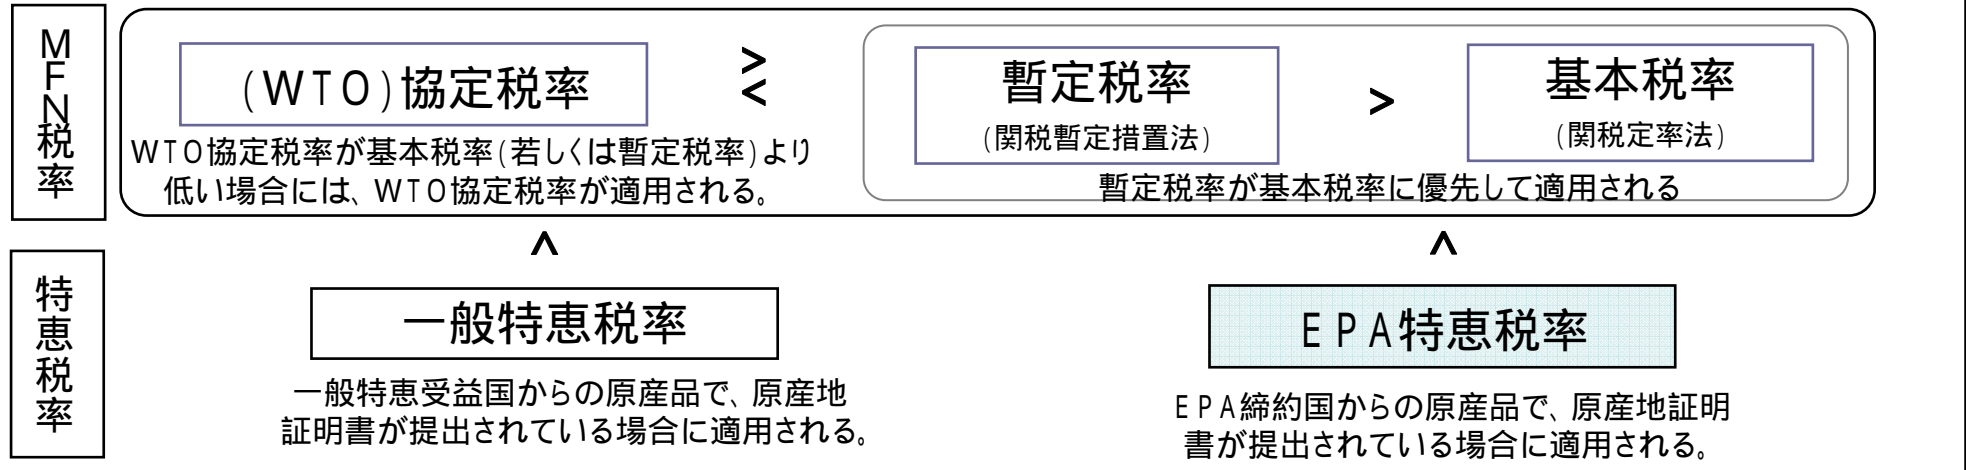 MFN税率
(WTO)協定税率
>
<
WTO協定税率が基本税率(若しくは暫定税率)より
低い場合には、WTO協定税率が適用される。
暫定税率
(関税暫定措置法)
>
基本税率
(関税定率法)
暫定税率が基本税率に優先して適用される
∧
∧
特恵税率
一般特恵税率
一般特恵受益国からの原産品で、原産地
証明書が提出されている場合に適用される。
EPA特恵税率
EPA締約国からの原産品で、原産地証明
書が提出されている場合に適用される。